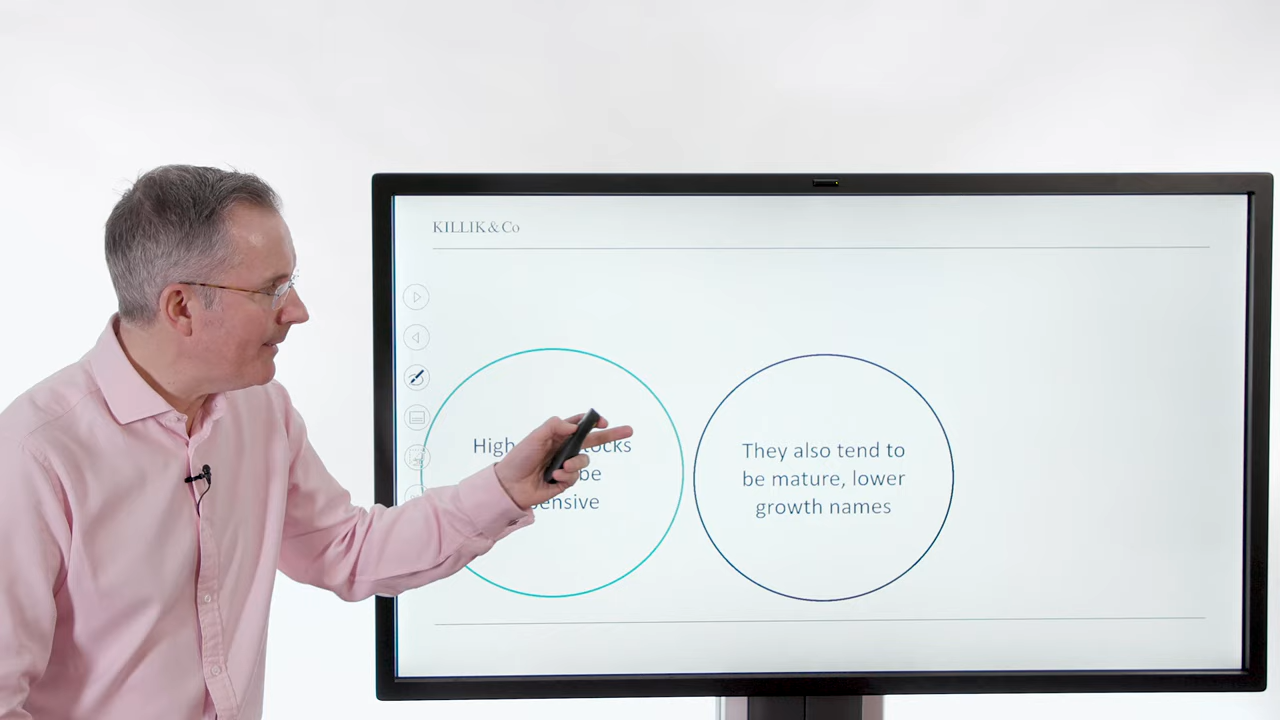 KILLIK & Co
High ocks
be
ensive
They also tend to
be mature, lower
growth names